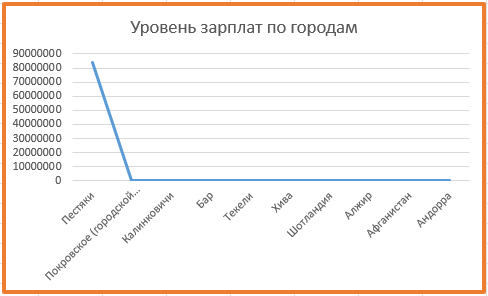 Уровень зарплат по городам
90000000
80000000
70000000
60000000
50000000
40000000
30000000
20000000
10000000
0
Пестяки
Покровское (городской...
Калинковичи
Бар
Текели
Хива
Шотландия
Алжир
Афганистан
Андорра